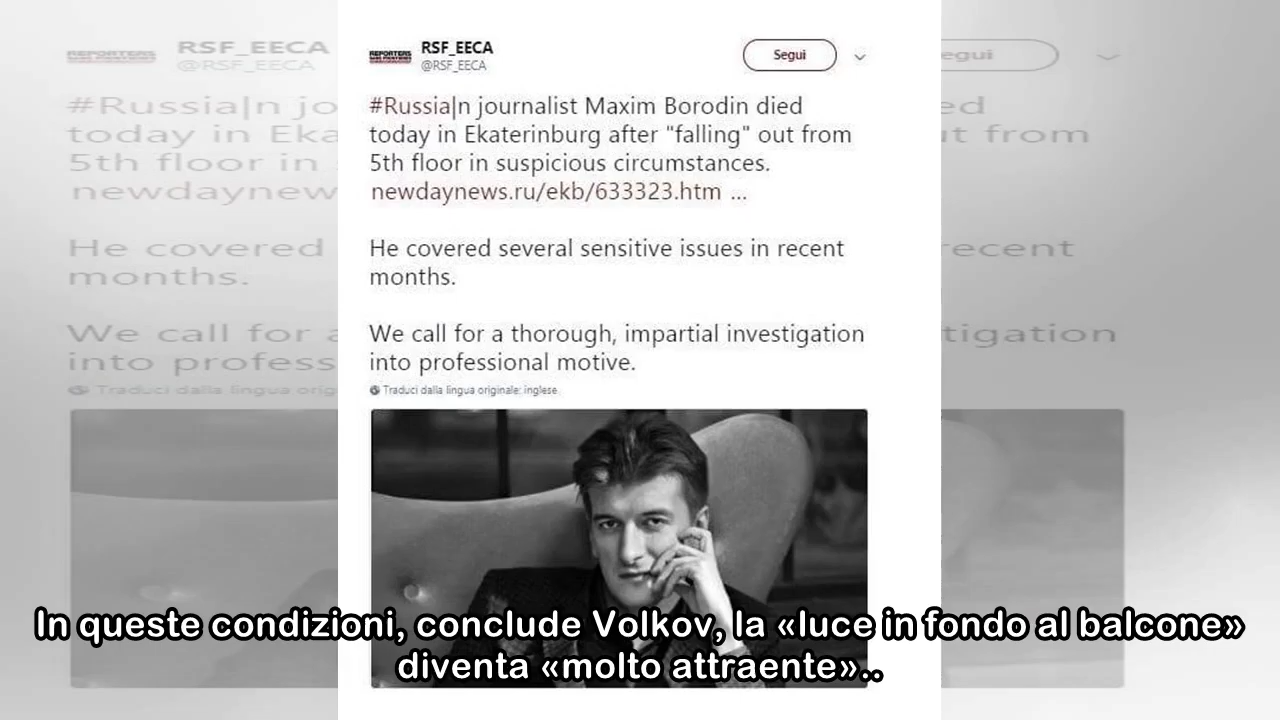 RSF_EECA
REPORTERS
@RSF_EECA
Segui
#Russia|n journalist Maxim Borodin died
today in Ekaterinburg after "falling" out from
5th floor in suspicious circumstances.
newdaynews.ru/ekb/633323.htm ...
He covered several sensitive issues in recent
months.
We call for a thorough, impartial investigation
into professional motive.
Traduci dalla lingua originale: inglese
In queste condizioni, conclude Volkov, la «luce in fondo al balcone»
diventa «molto attraente»..